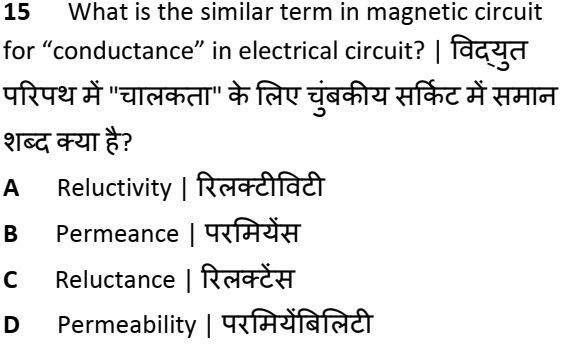 15 What is the similar term in magnetic circuit
for “conductance” in electrical circuit? | विद्युत
परिपथ में "चालकता" के लिए चुंबकीय सर्किट में समान
शब्द क्या है?
A Reluctivity | रिलक्टीविटी
B Permeance | परमियेंस
C Reluctance | रिलक्टेंस
D Permeability | परमियेंबिलिटी